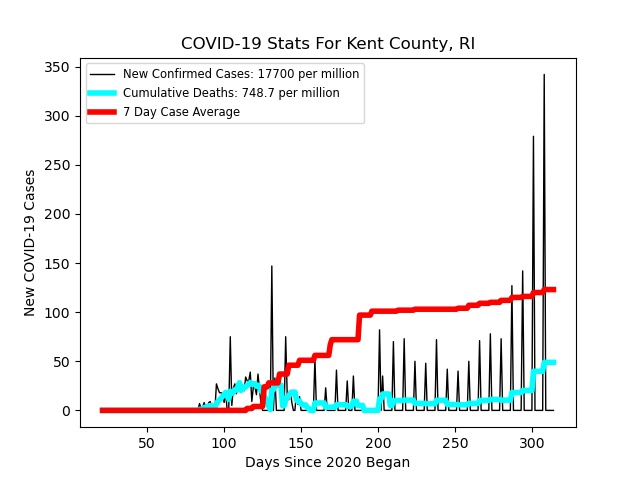 COVID-19 Stats For Kent County, RI
New Confirmed Cases: 17700 per million
Cumulative Deaths: 748.7 per million
7 Day Case Average
New COVID-19 Cases
350
300
250
200
150
100
50
0
50 100 150 200 250 300
Days Since 2020 Began